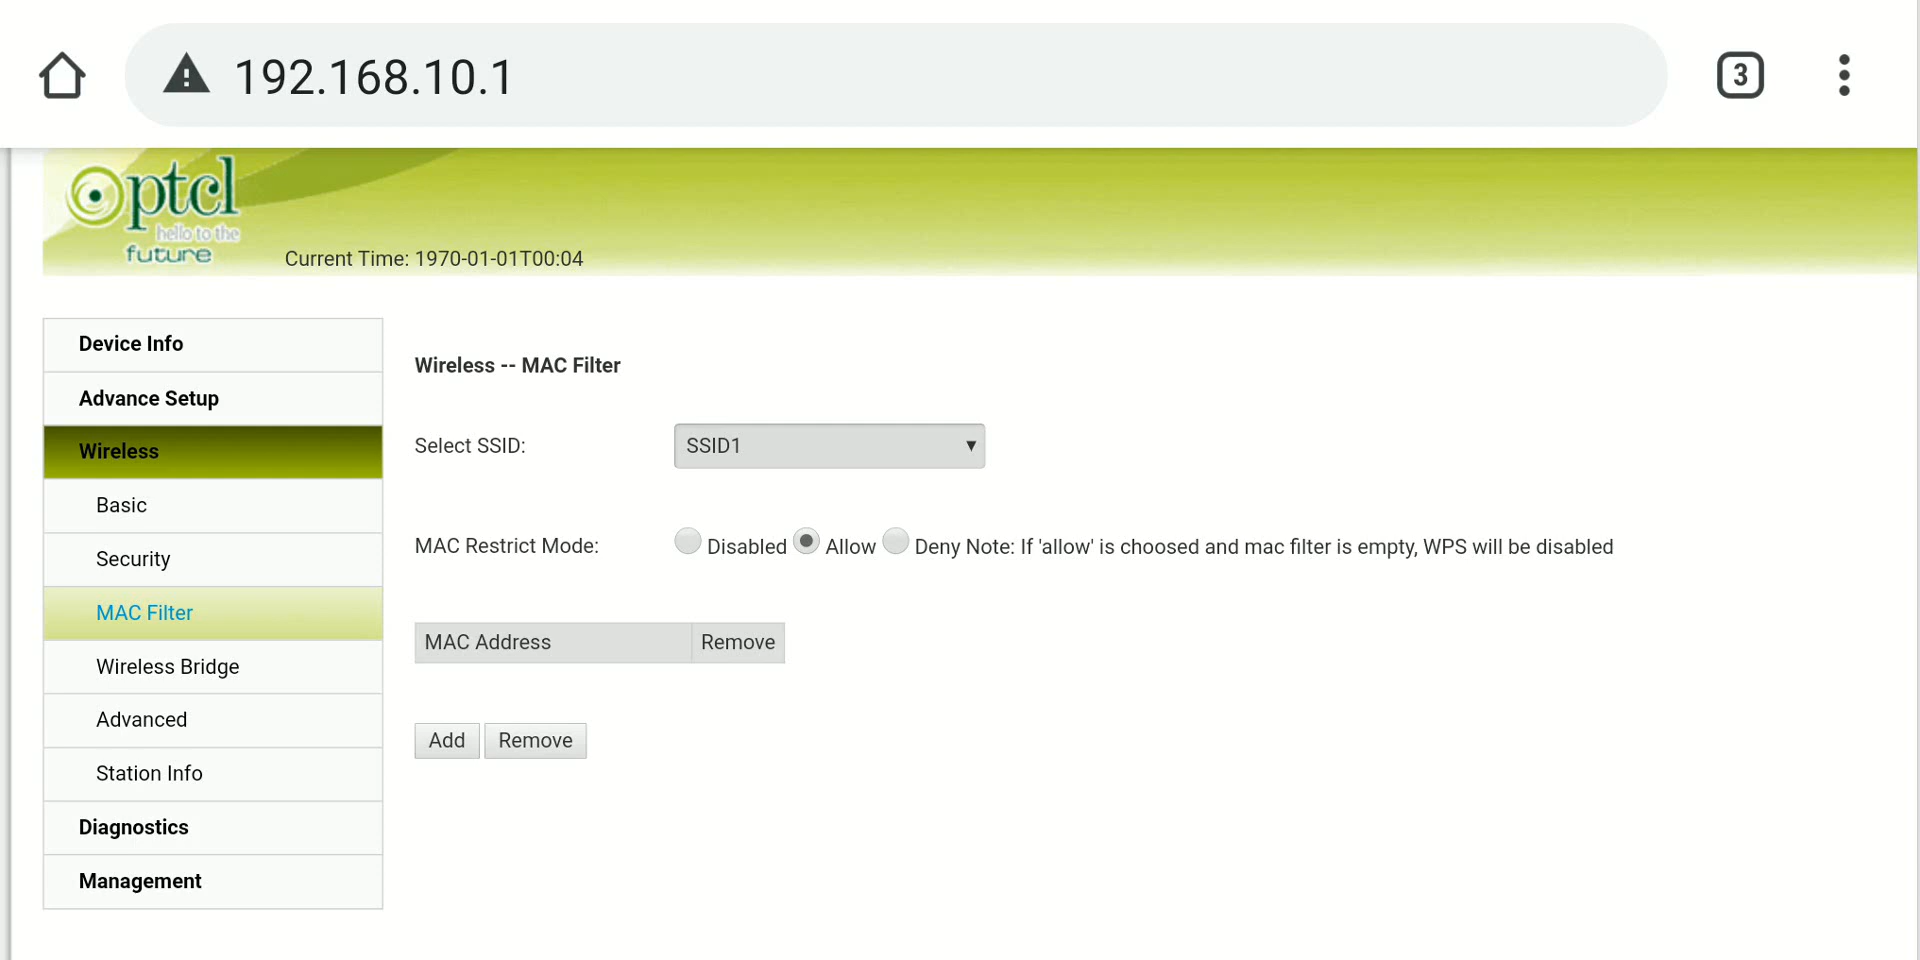 192.168.10.1
3
ptcl
hello to the
future
Current Time: 1970-01-01T00:04
Device Info
Advance Setup
Wireless
Basic
Security
MAC Filter
Wireless Bridge
Advanced
Station Info
Diagnostics
Management
Wireless -- MAC Filter
Select SSID: SSID1
MAC Restrict Mode: Disabled Allow Deny Note: If 'allow' is choosed and mac filter is empty, WPS will be disabled
MAC Address Remove
Add Remove